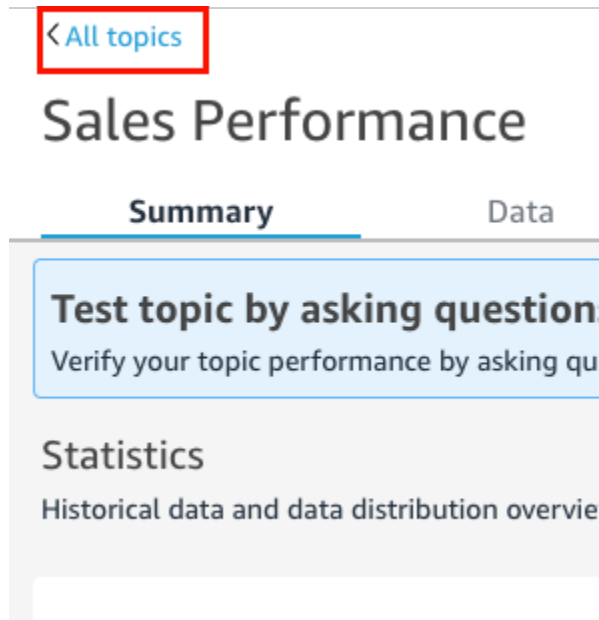 All topics
Sales Performance
Summary Data
Test topic by asking question
Verify your topic performance by asking qu
Statistics
Historical data and data distribution overvie